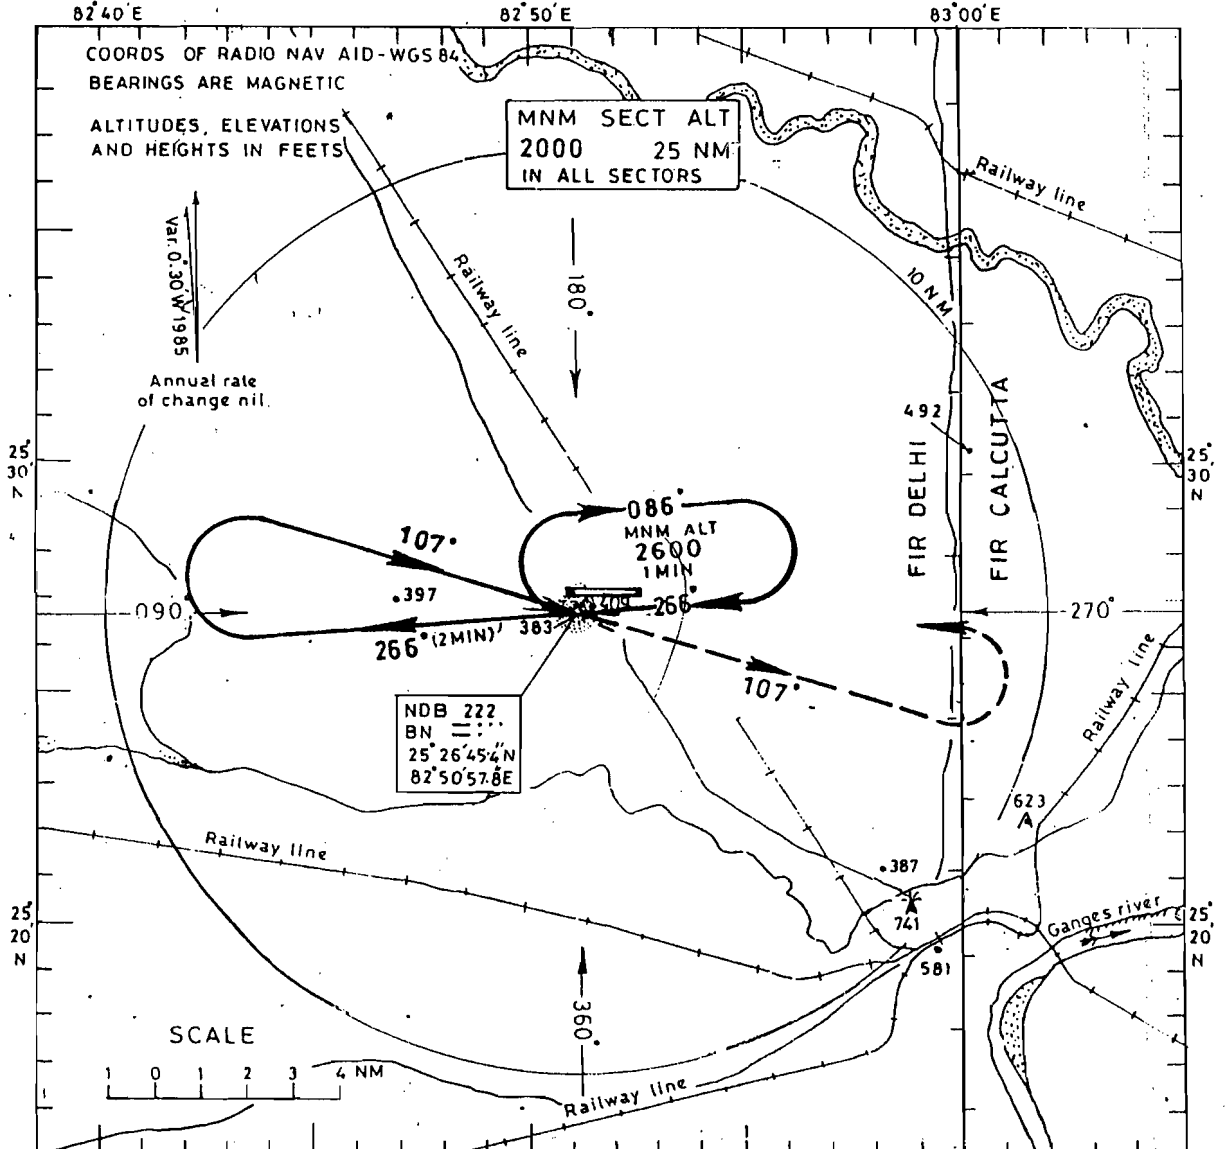 82°40'E
82°50'E
83°00'E
COORDS OF RADIO NAV AID-WGS 84
BEARINGS ARE MAGNETIC
ALTITUDES, ELEVATIONS
AND HEIGHTS IN FEETS
MNM SECT ALT
2000 25 NM
IN ALL SECTORS
Railway line
Var. 0.30°W 1985
Annual rate
of change nil.
Railway line
180°
10 NM
492
FIR DELHI
FIR CALCUTTA
25°
30'
N
25°
30'
N
086°
MNM ALT
2600
1 MIN
266°
107°
.397
409
383
090
266° (2MIN)
270°
107°
Railway line
NDB 222
BN
25° 26' 45.4"N
82° 50' 57.8"E
623
Railway line
.387
741
581
Ganges river
25°
20'
N
25°
20'
N
360°
SCALE
1 0 1 2 3 4 NM
Railway line